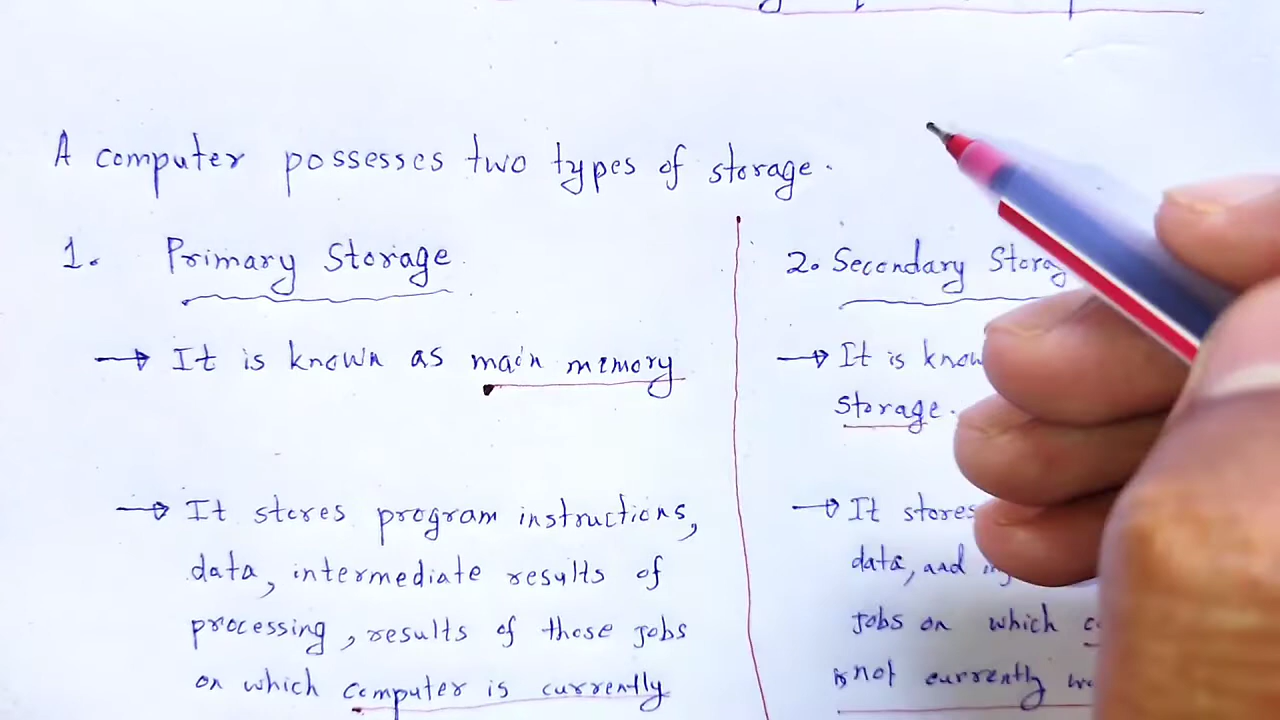 A computer possesses two types of storage.
1. Primary Storage
→ It is known as main memory
→ It stores program instructions,
data, intermediate results of
processing, results of those jobs
on which computer is currently
2. Secondary
→ It is
storage.
→ It stores
data, and
jobs on which
is not currently